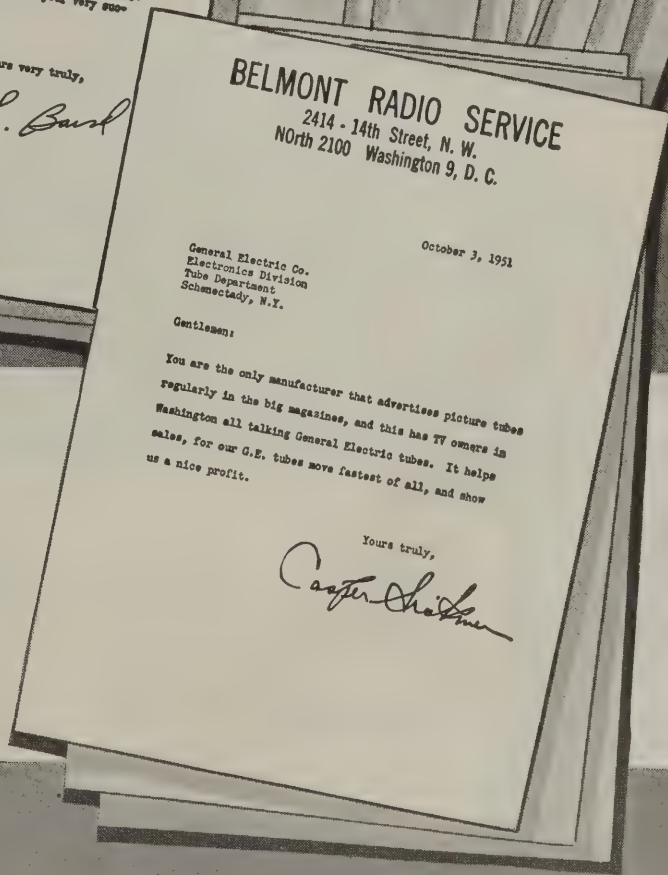 very suc-
very truly,
BELMONT RADIO SERVICE
2414 - 14th Street, N. W.
NOrth 2100 Washington 9, D. C.
October 3, 1951
General Electric Co.
Electronics Division
Tube Department
Schenectady, N.Y.
Gentlemen:
You are the only manufacturer that advertises picture tubes
regularly in the big magazines, and this has TV owners in
Washington all talking General Electric tubes. It helps
sales, for our G.E. tubes move fastest of all, and show
us a nice profit.
Yours truly,